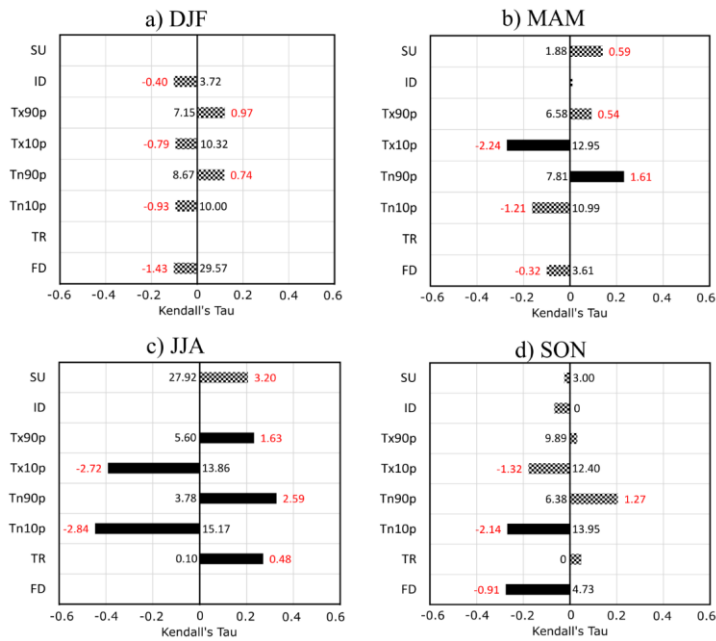 a) DJF
SU
ID -0.40 3.72
Tx90p 7.15 0.97
Tx10p -0.79 10.32
Tn90p 8.67 0.74
Tn10p -0.93 10.00
TR
FD -1.43 29.57
-0.6 -0.4 -0.2 0 0.2 0.4 0.6
Kendall's Tau
b) MAM
SU 1.88 0.59
ID
Tx90p 6.58 0.54
Tx10p -2.24 12.95
Tn90p 7.81 1.61
Tn10p -1.21 10.99
TR
FD -0.32 3.61
-0.6 -0.4 -0.2 0 0.2 0.4 0.6
Kendall's Tau
c) JJA
SU 27.92 3.20
ID
Tx90p 5.60 1.63
Tx10p -2.72 13.86
Tn90p 3.78 2.59
Tn10p -2.84 15.17
TR 0.10 0.48
FD
-0.6 -0.4 -0.2 0 0.2 0.4 0.6
Kendall's Tau
d) SON
SU 3.00
ID 0
Tx90p 9.89
Tx10p -1.32 12.40
Tn90p 6.38 1.27
Tn10p -2.14 13.95
TR 0
FD -0.91 4.73
-0.6 -0.4 -0.2 0 0.2 0.4 0.6
Kendall's Tau